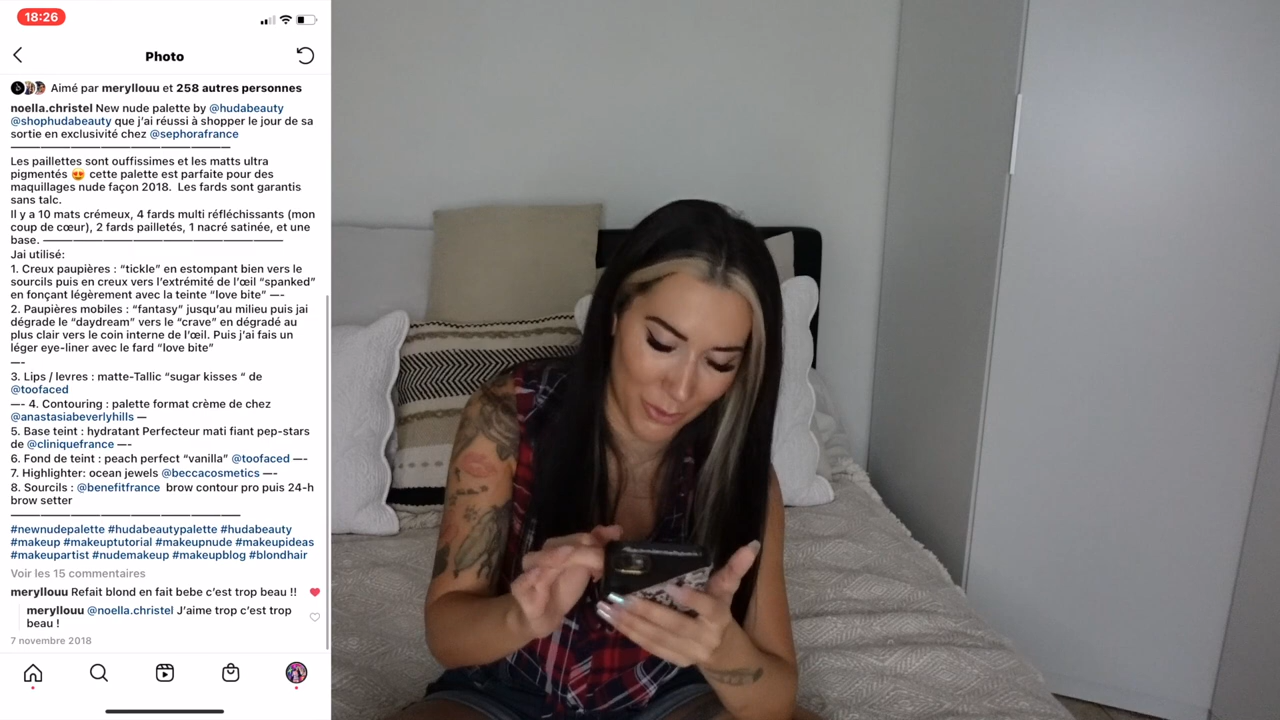 18:26
Photo
Aimé par meryllouu et 258 autres personnes
noella.christel New nude palette by @hudabeauty
@shophudabeauty que j'ai réussi à shopper le jour de sa
sortie en exclusivité chez @sephorafrance
————————————————————
Les paillettes sont ouffissimes et les matts ultra
pigmentés 😍 cette palette est parfaite pour des
maquillages nude façon 2018. Les fards sont garantis
sans talc.
Il y a 10 mats crémeux, 4 fards multi réfléchissants (mon
coup de cœur), 2 fards pailletés, 1 nacré satinée, et une
base. ————————————————————
Jai utilisé:
1. Creux paupières : “tickle” en estompant bien vers le
sourcils puis en creux vers l'extrémité de l'œil “spanked”
en fonçant légèrement avec la teinte “love bite” —-
2. Paupières mobiles : “fantasy” jusqu'au milieu puis jai
dégrade le “daydream” vers le “crave” en dégradé au
plus clair vers le coin interne de l'œil. Puis j'ai fais un
léger eye-liner avec le fard “love bite”
—-
3. Lips / levres : matte-Tallic “sugar kisses “ de
@toofaced
—- 4. Contouring : palette format crème de chez
@anastasiabeverlyhills —
5. Base teint : hydratant Perfecteur mati fiant pep-stars
de @cliniquefrance —-
6. Fond de teint : peach perfect “vanilla” @toofaced —-
7. Highlighter: ocean jewels @beccacosmetics —-
8. Sourcils : @benefitfrance brow contour pro puis 24-h
brow setter
————————————————————
#newnudepalette #hudabeautypalette #hudabeauty
#makeup #makeuptutorial #makeupnude #makeupideas
#makeupartist #nudemakeup #makeupblog #blondhair
Voir les 15 commentaires
meryllouu Refait blond en fait bebe c'est trop beau !!
meryllouu @noella.christel J'aime trop c'est trop
beau !
7 novembre 2018